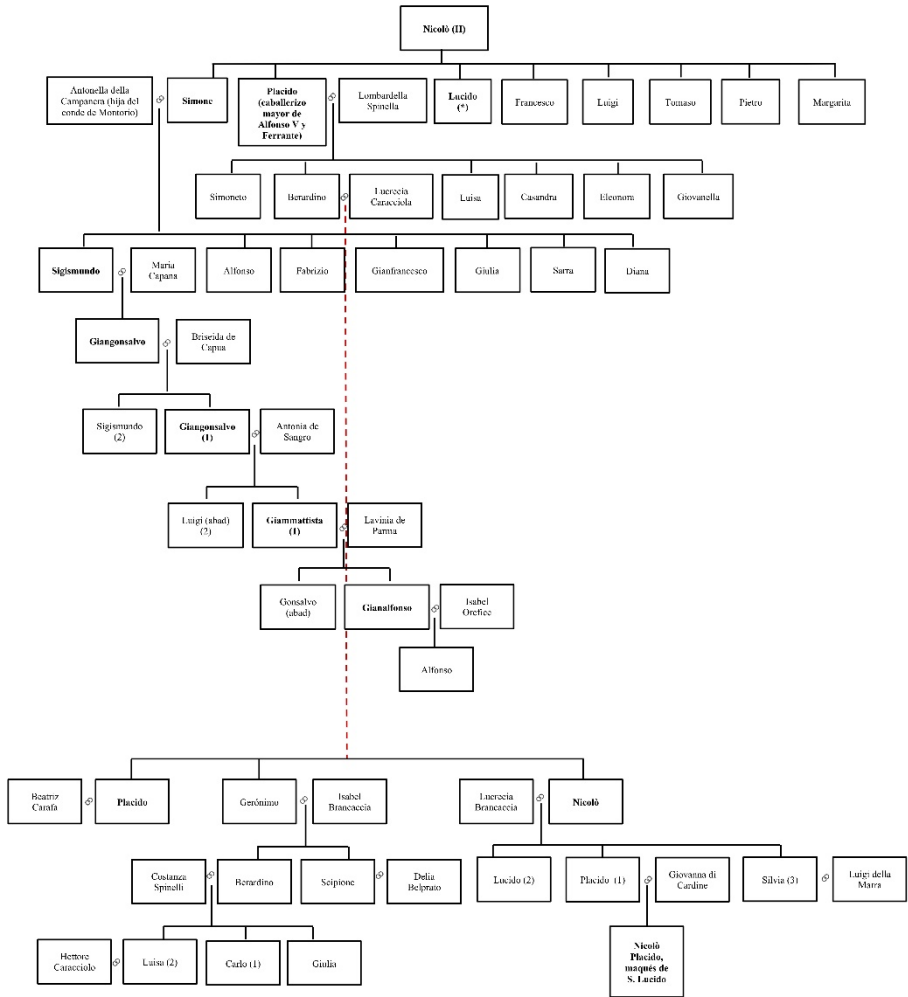 Nicolò (II)
Antonella della
Campanera (hija del
conde de Montorio)
Simone
Placido
(caballerizo
mayor de
Alfonso V y
Ferrante)
Lombardella
Spinella
Lucido
(*)
Francesco
Luigi
Tomaso
Pietro
Margarita
Simoneto
Berardino
Lucrecia
Caracciola
Luisa
Casandra
Eleonora
Giovanella
Sigismundo
Maria
Capana
Alfonso
Fabrizio
Gianfrancesco
Giulia
Sarra
Diana
Giangonsalvo
Briseida de
Capua
Sigismundo
(2)
Giangonsalvo
(1)
Antonia de
Sangro
Luigi (abad)
(2)
Giammattista
(1)
Lavinia de
Parma
Gonsalvo
(abad)
Gianalfonso
Isabel
Orefice
Alfonso
Beatriz
Carafa
Placido
Gerónimo
Isabel
Brancaccia
Lucrecia
Brancaccia
Nicolò
Costanza
Spinelli
Berardino
Scipione
Delia
Belprato
Lucido (2)
Placido (1)
Giovanna di
Cardine
Silvia (3)
Luigi della
Marra
Hettore
Caracciolo
Luisa (2)
Carlo (1)
Giulia
Nicolò
Placido,
maqués de
S. Lucido